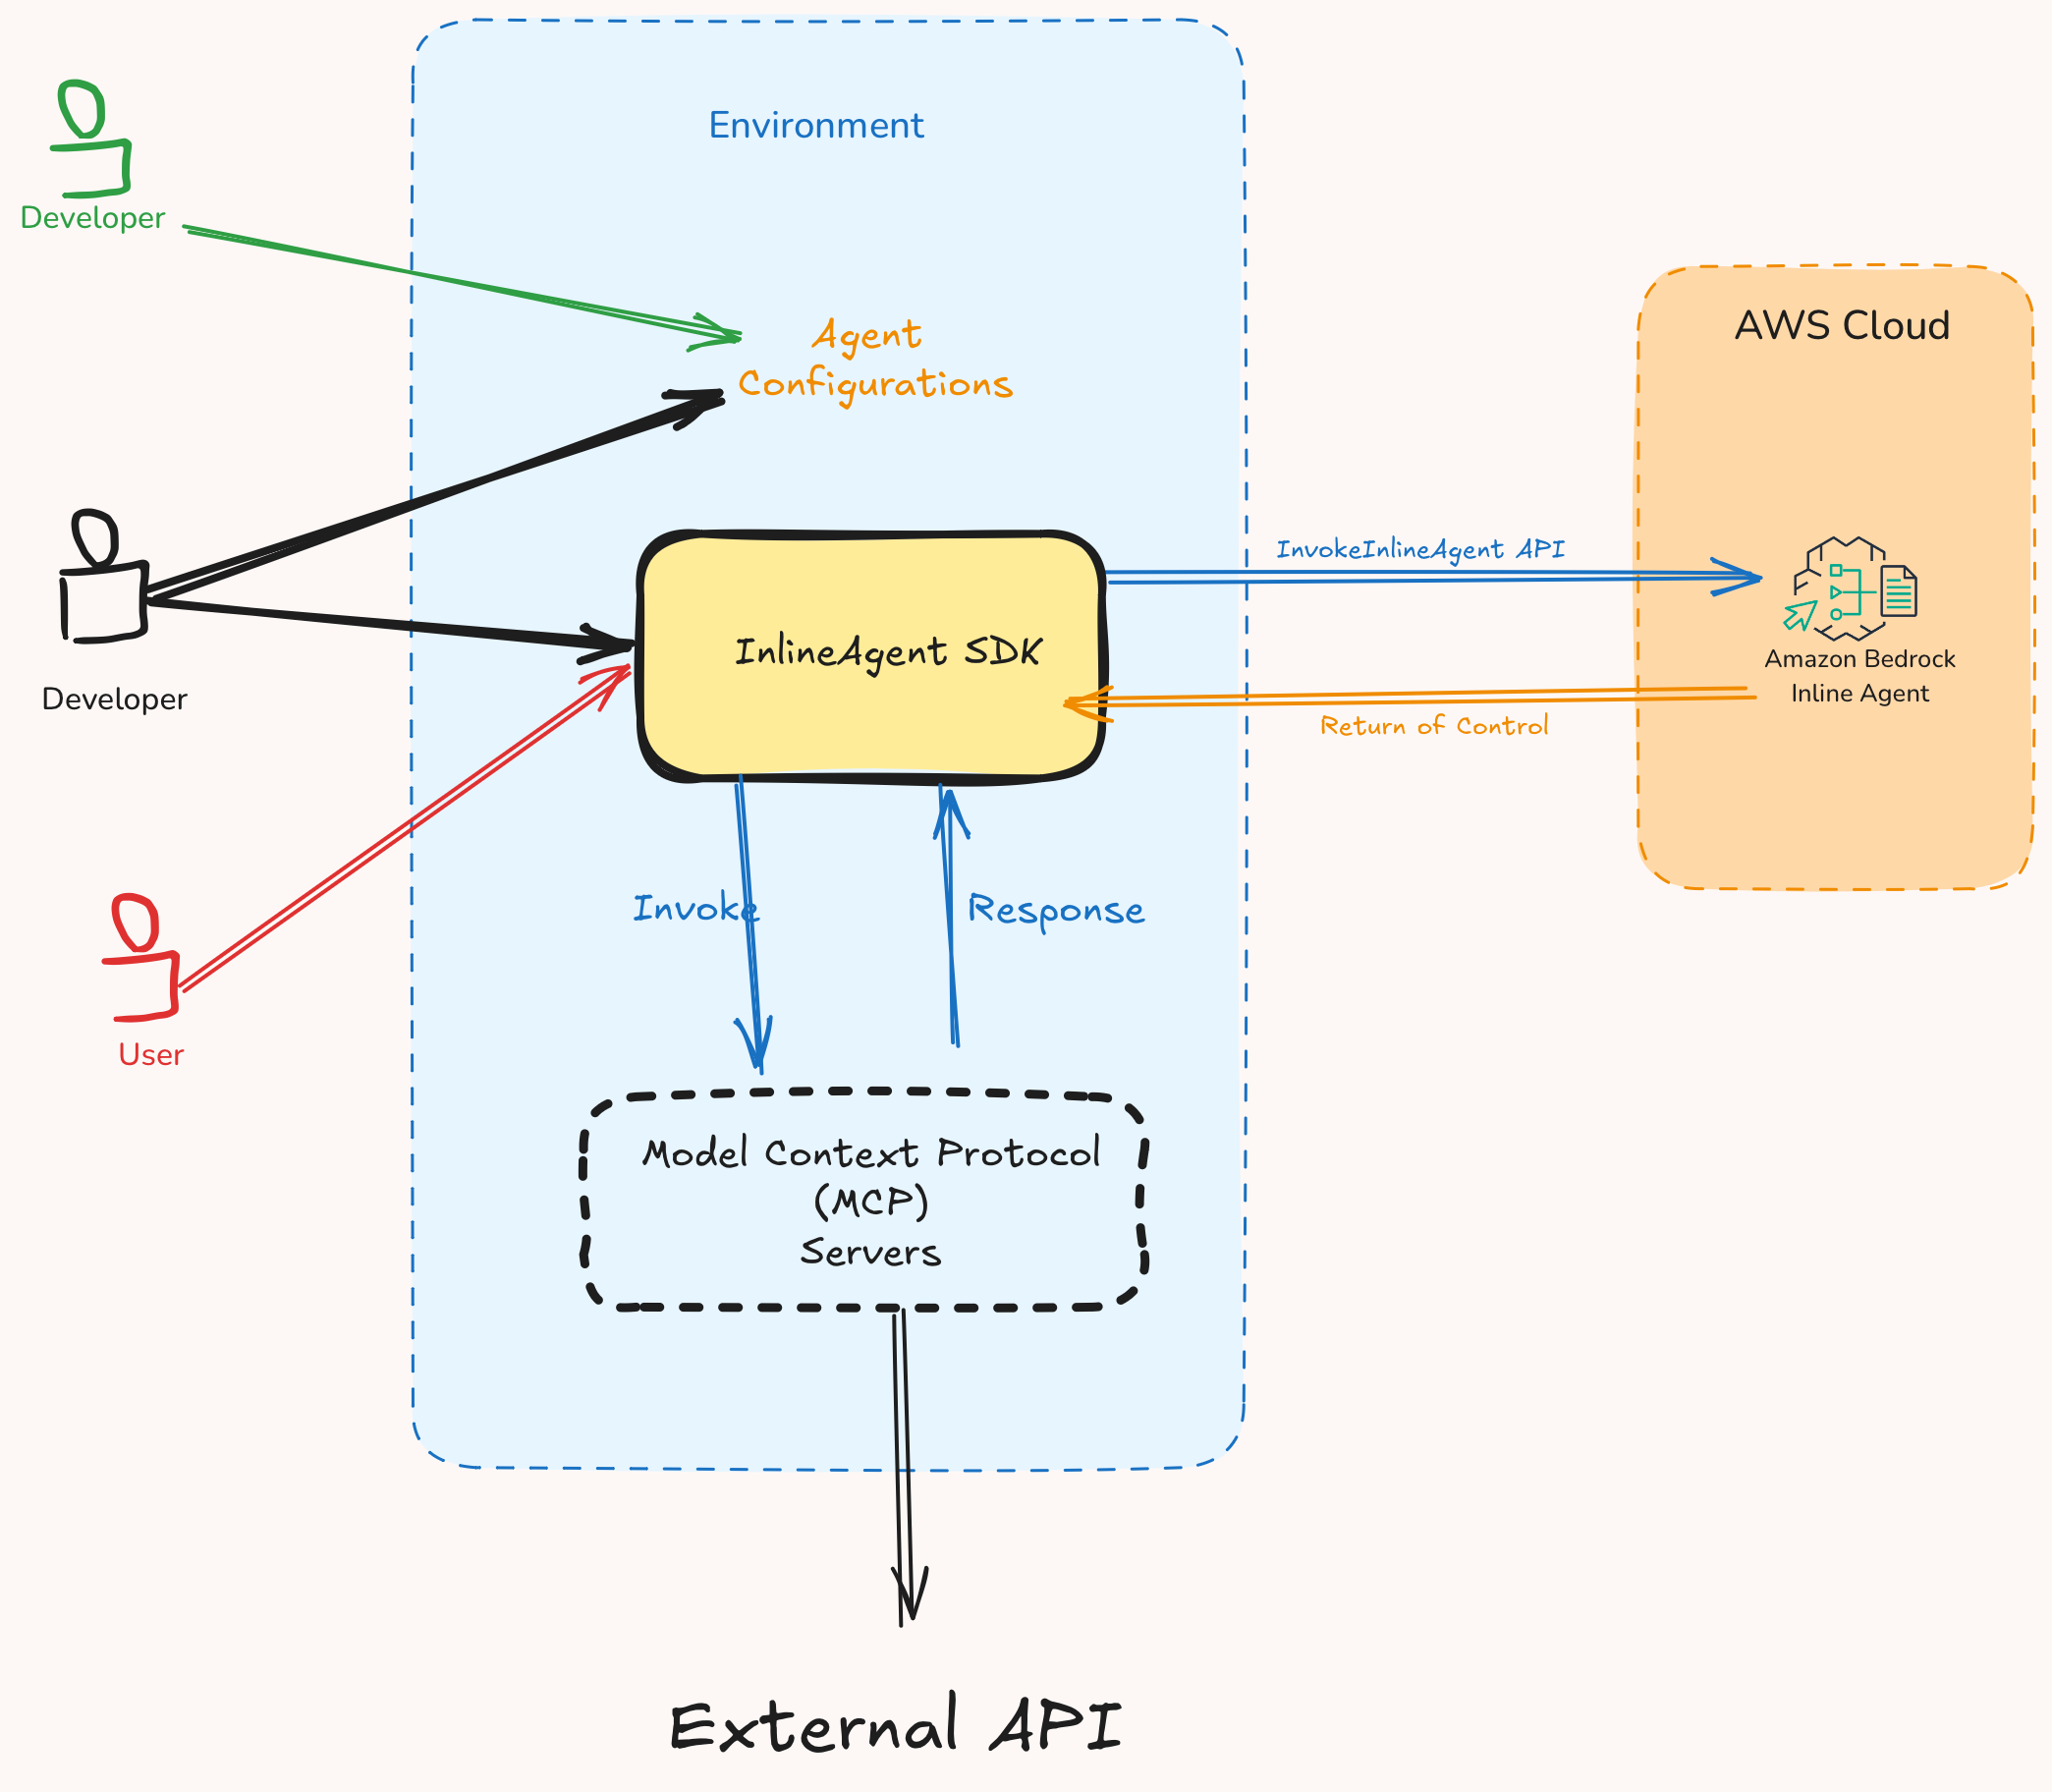 Environment
Developer
Agent
Configurations
AWS Cloud
InvokeInlineAgent API
InlineAgent SDK
Amazon Bedrock
Inline Agent
Developer
Return of Control
Invoke
Response
User
Model Context Protocol
(MCP)
Servers
External API